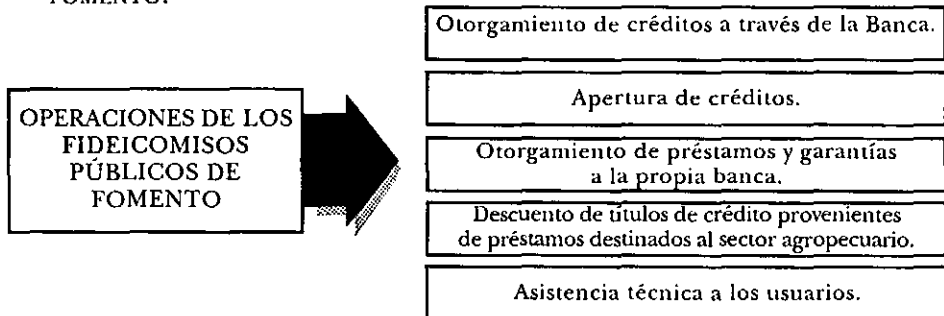 FOMENTO.
OPERACIONES DE LOS
FIDEICOMISOS
PÚBLICOS DE
FOMENTO
Otorgamiento de créditos a través de la Banca.
Apertura de créditos.
Otorgamiento de préstamos y garantías
a la propia banca.
Descuento de títulos de crédito provenientes
de préstamos destinados al sector agropecuario.
Asistencia técnica a los usuarios.